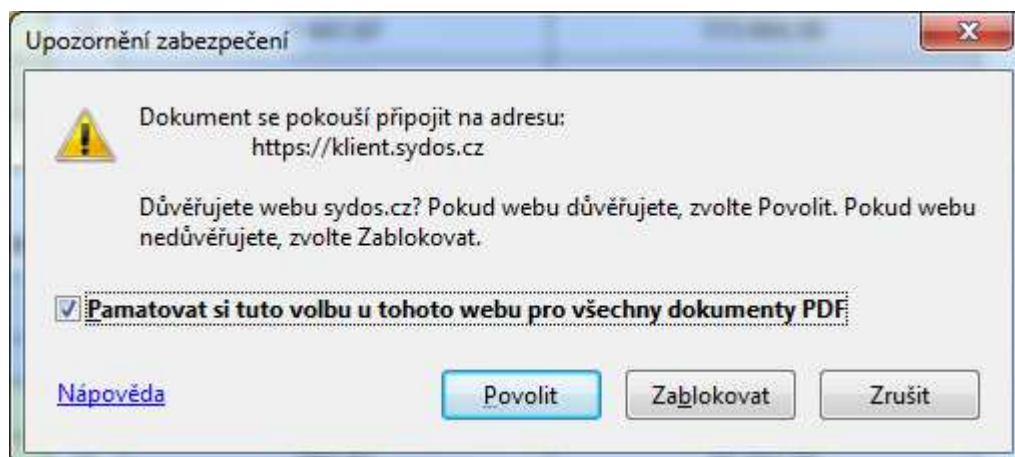 Upozornění zabezpečení
Dokument se pokouší připojit na adresu:
https://klient.sydos.cz
Důvěřujete webu sydos.cz? Pokud webu důvěřujete, zvolte Povolit. Pokud webu
nedůvěřujete, zvolte Zablokovat.
Pamatovat si tuto volbu u tohoto webu pro všechny dokumenty PDF
Nápověda
Povolit
Zablokovat
Zrušit